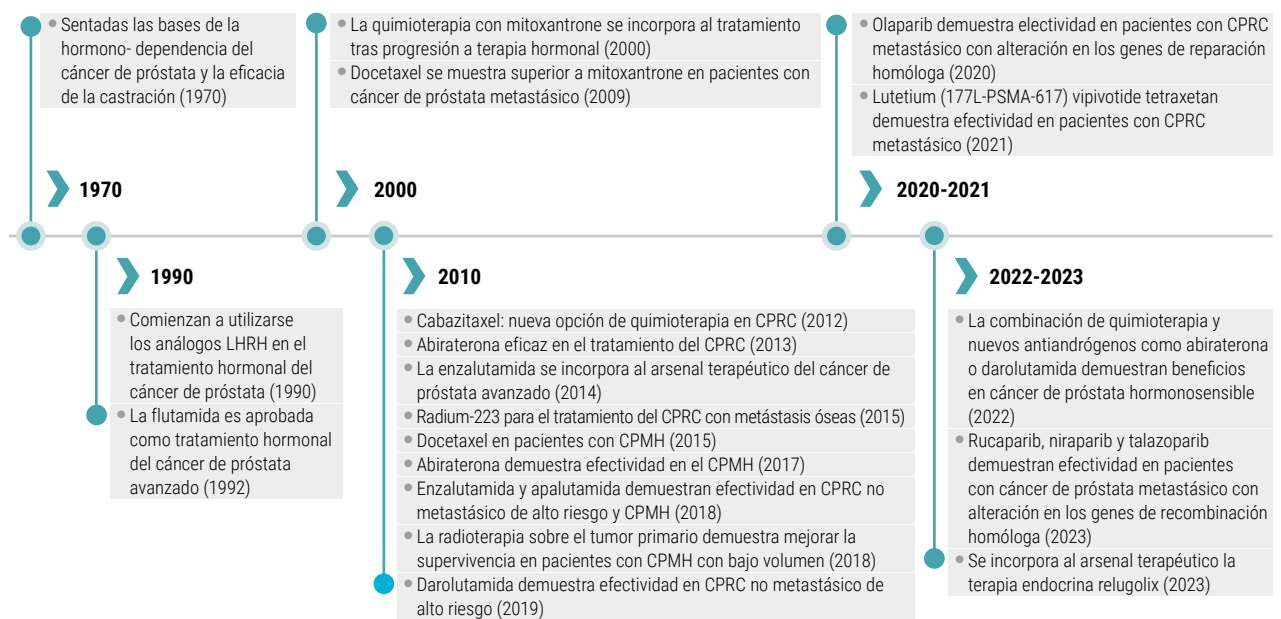 Sentadas las bases de la
hormono- dependencia del
cáncer de próstata y la eficacia
de la castración (1970)
1970
1990
Comienzan a utilizarse
los análogos LHRH en el
tratamiento hormonal del
cáncer de próstata (1990)
La flutamida es aprobada
como tratamiento hormonal
del cáncer de próstata
avanzado (1992)
La quimioterapia con mitoxantrone se incorpora al tratamiento
tras progresión a terapia hormonal (2000)
Docetaxel se muestra superior a mitoxantrone en pacientes con
cáncer de próstata metastásico (2009)
2000
2010
Cabazitaxel: nueva opción de quimioterapia en CPRC (2012)
Abiraterona eficaz en el tratamiento del CPRC (2013)
La enzalutamida se incorpora al arsenal terapéutico del cáncer de
próstata avanzado (2014)
Radium-223 para el tratamiento del CPRC con metástasis óseas (2015)
Docetaxel en pacientes con CPMH (2015)
Abiraterona demuestra efectividad en el CPMH (2017)
Enzalutamida y apalutamida demuestran efectividad en CPRC no
metastásico de alto riesgo y CPMH (2018)
La radioterapia sobre el tumor primario demuestra mejorar la
supervivencia en pacientes con CPMH con bajo volumen (2018)
Darolutamida demuestra efectividad en CPRC no metastásico de
alto riesgo (2019)
Olaparib demuestra electividad en pacientes con CPRC
metastásico con alteración en los genes de reparación
homóloga (2020)
Lutetium (177L-PSMA-617) vipivotide tetraxetan
demuestra efectividad en pacientes con CPRC
metastásico (2021)
2020-2021
2022-2023
La combinación de quimioterapia y
nuevos antiandrógenos como abiraterona
o darolutamida demuestran beneficios
en cáncer de próstata hormonosensible
(2022)
Rucaparib, niraparib y talazoparib
demuestran efectividad en pacientes
con cáncer de próstata metastásico con
alteración en los genes de recombinación
homóloga (2023)
Se incorpora al arsenal terapéutico la
terapia endocrina relugolix (2023)